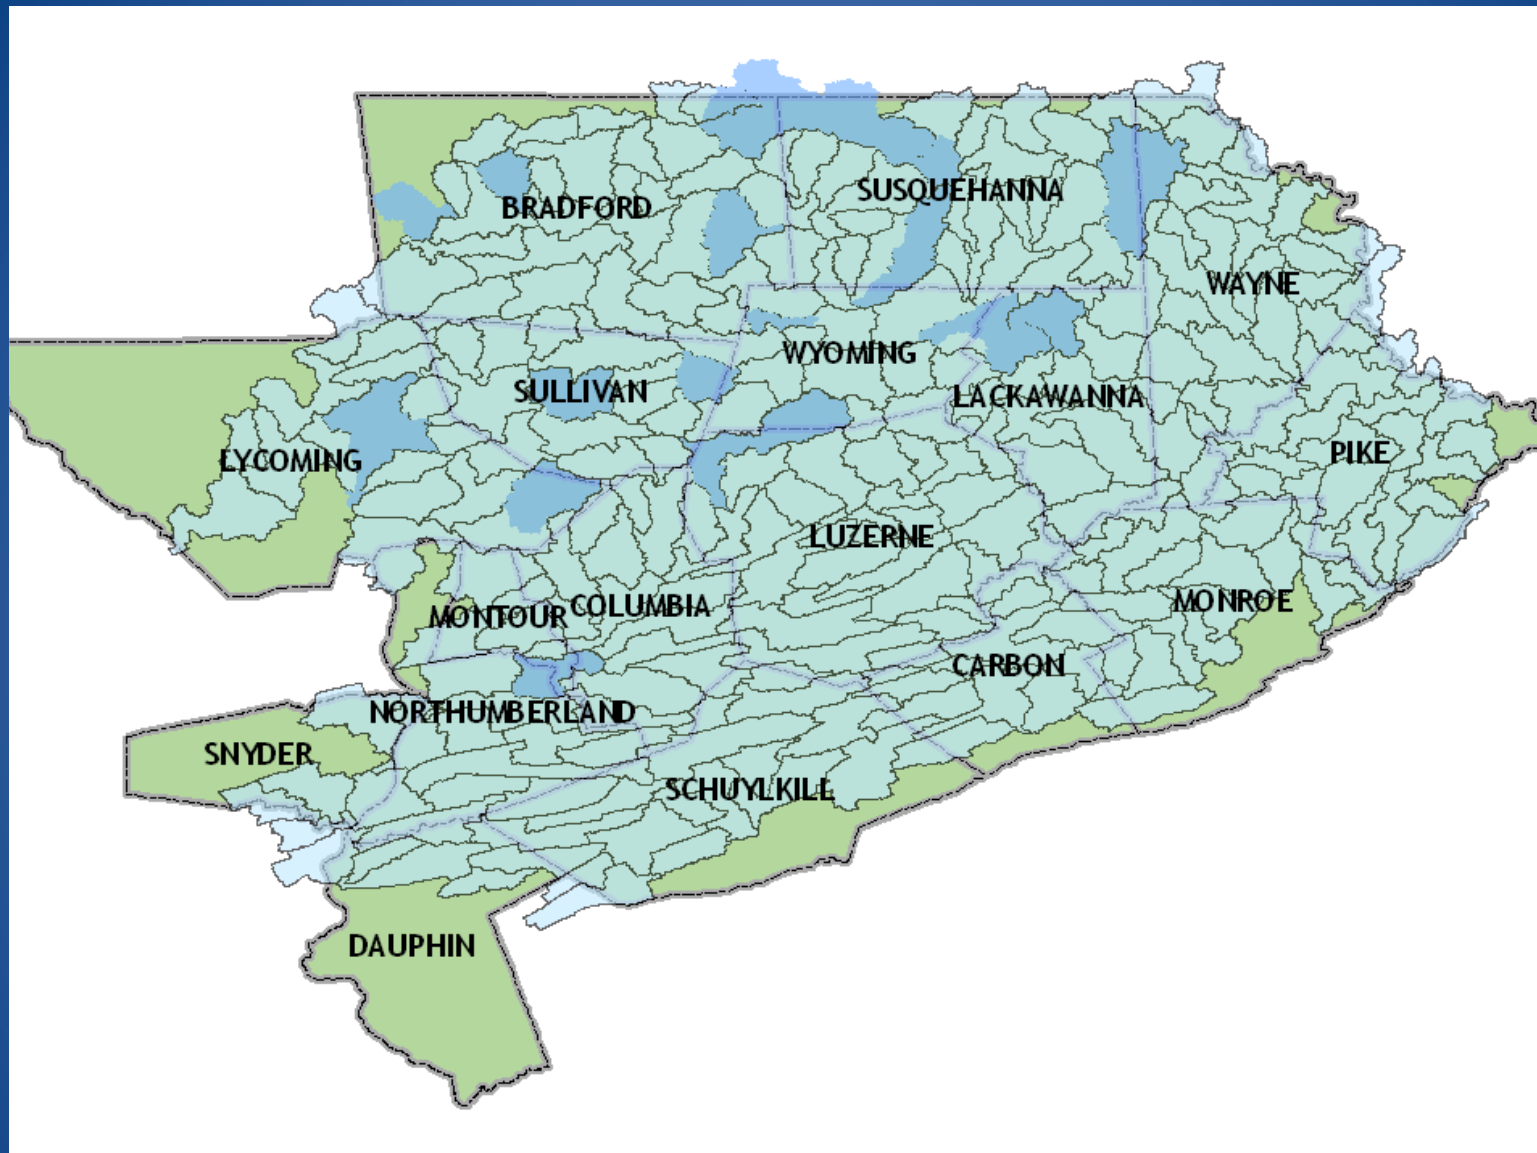 SUSQUEHANNA
BRADFORD
WAYNE
WYOMING
SULLIVAN
LACKAWANNA
LYCOMING
PIKE
LUZERNE
MONTOUR
COLUMBIA
MONROE
CARBON
NORTHUMBERLAND
SNYDER
SCHUYLKILL
DAUPHIN